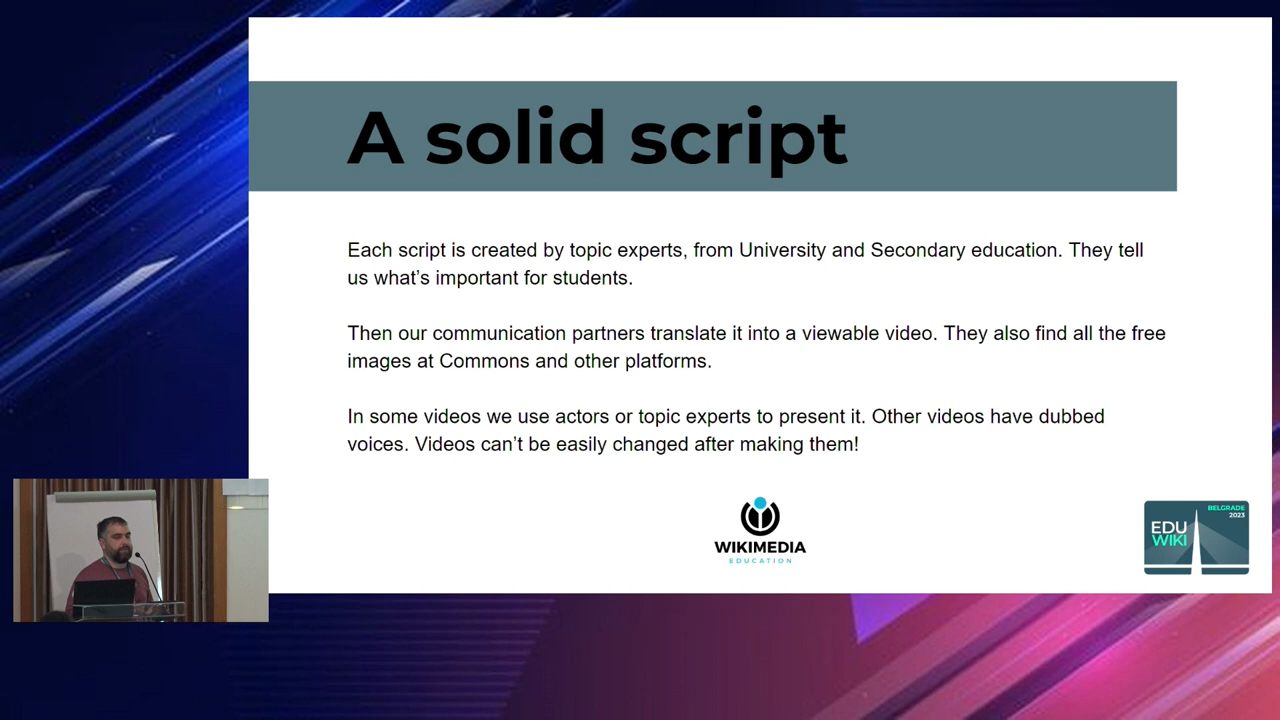 A solid script
Each script is created by topic experts, from University and Secondary education. They tell
us what’s important for students.
Then our communication partners translate it into a viewable video. They also find all the free
images at Commons and other platforms.
In some videos we use actors or topic experts to present it. Other videos have dubbed
voices. Videos can’t be easily changed after making them!
WIKIMEDIA
EDUCATION
BELGRADE
2023
EDU
WIKI